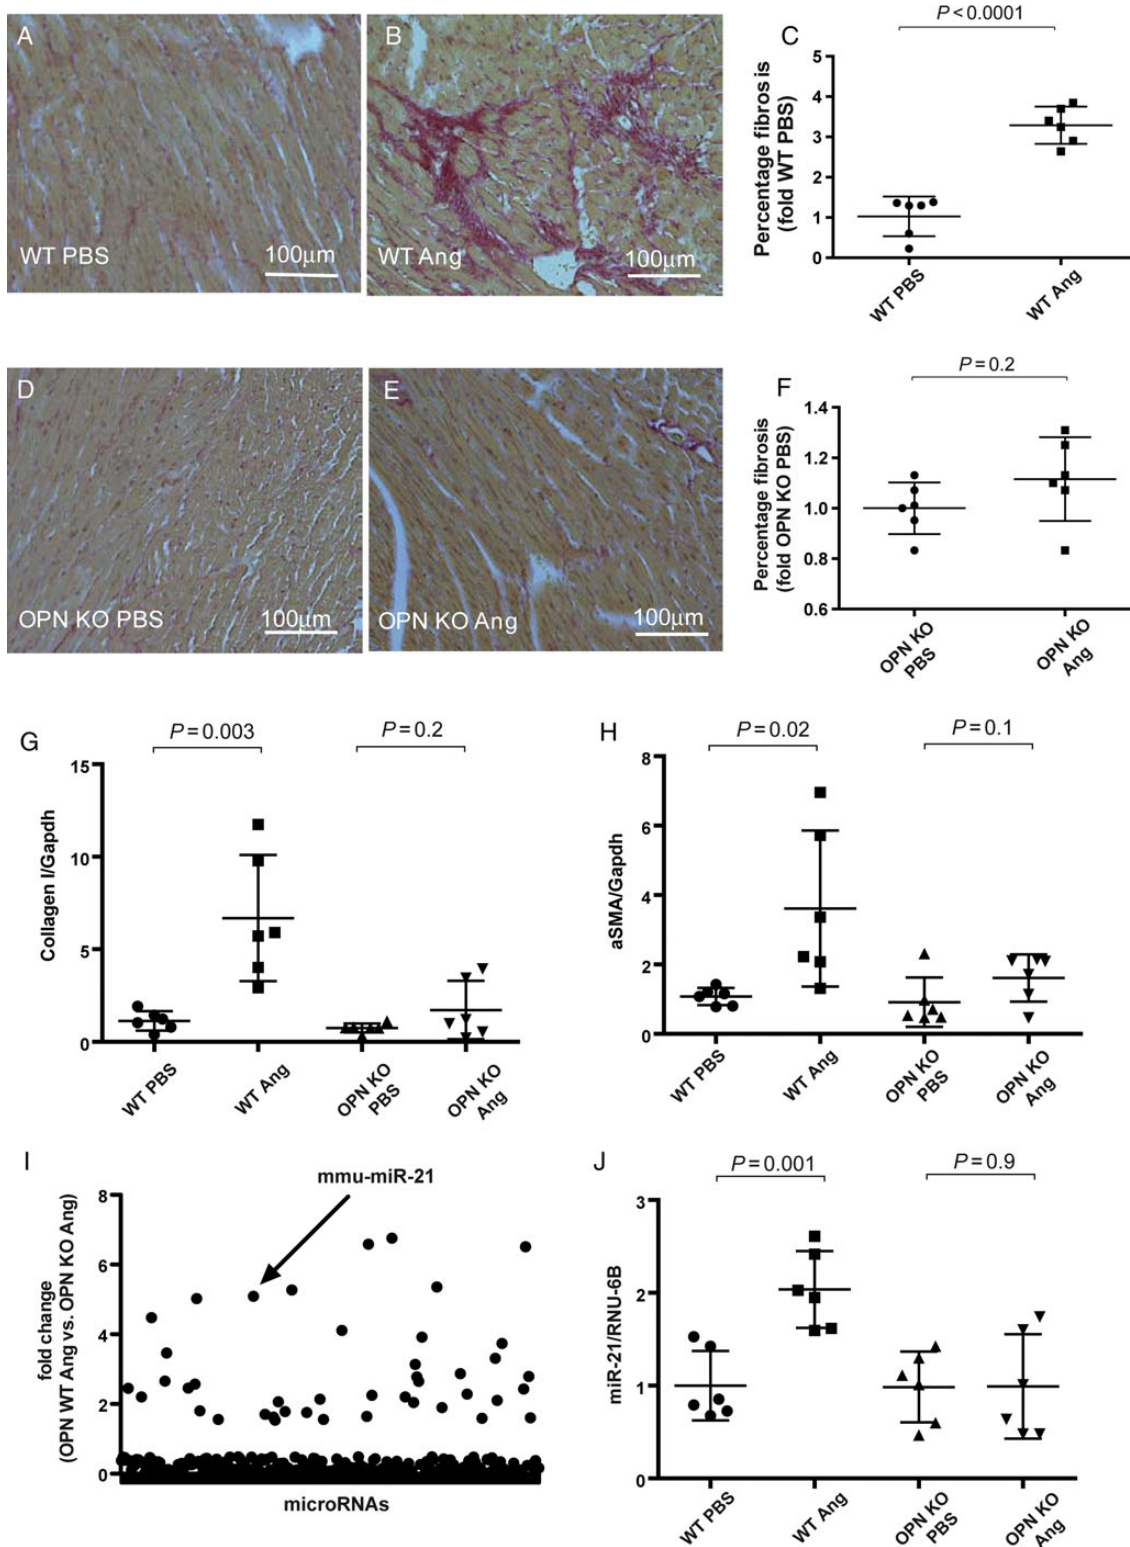 A
WT PBS
100µm
B
WT Ang
100µm
C
P < 0.0001
Percentage fibrosis
(fold WT PBS)
5
4
3
2
1
0
WT PBS
WT Ang
D
OPN KO PBS
100µm
E
OPN KO Ang
100µm
F
P = 0.2
Percentage fibrosis
(fold OPN KO PBS)
1.4
1.2
1.0
0.8
0.6
OPN KO
PBS
OPN KO
Ang
G
P = 0.003
P = 0.2
Collagen I/Gapdh
15
10
5
0
WT PBS
WT Ang
OPN KO
PBS
OPN KO
Ang
H
P = 0.02
P = 0.1
aSMA/Gapdh
8
6
4
2
0
WT PBS
WT Ang
OPN KO
PBS
OPN KO
Ang
I
mmu-miR-21
fold change
(OPN WT Ang vs. OPN KO Ang)
8
6
4
2
0
microRNAs
J
P = 0.001
P = 0.9
miR-21/RNU-6B
3
2
1
0
WT PBS
WT Ang
OPN KO
PBS
OPN KO
Ang